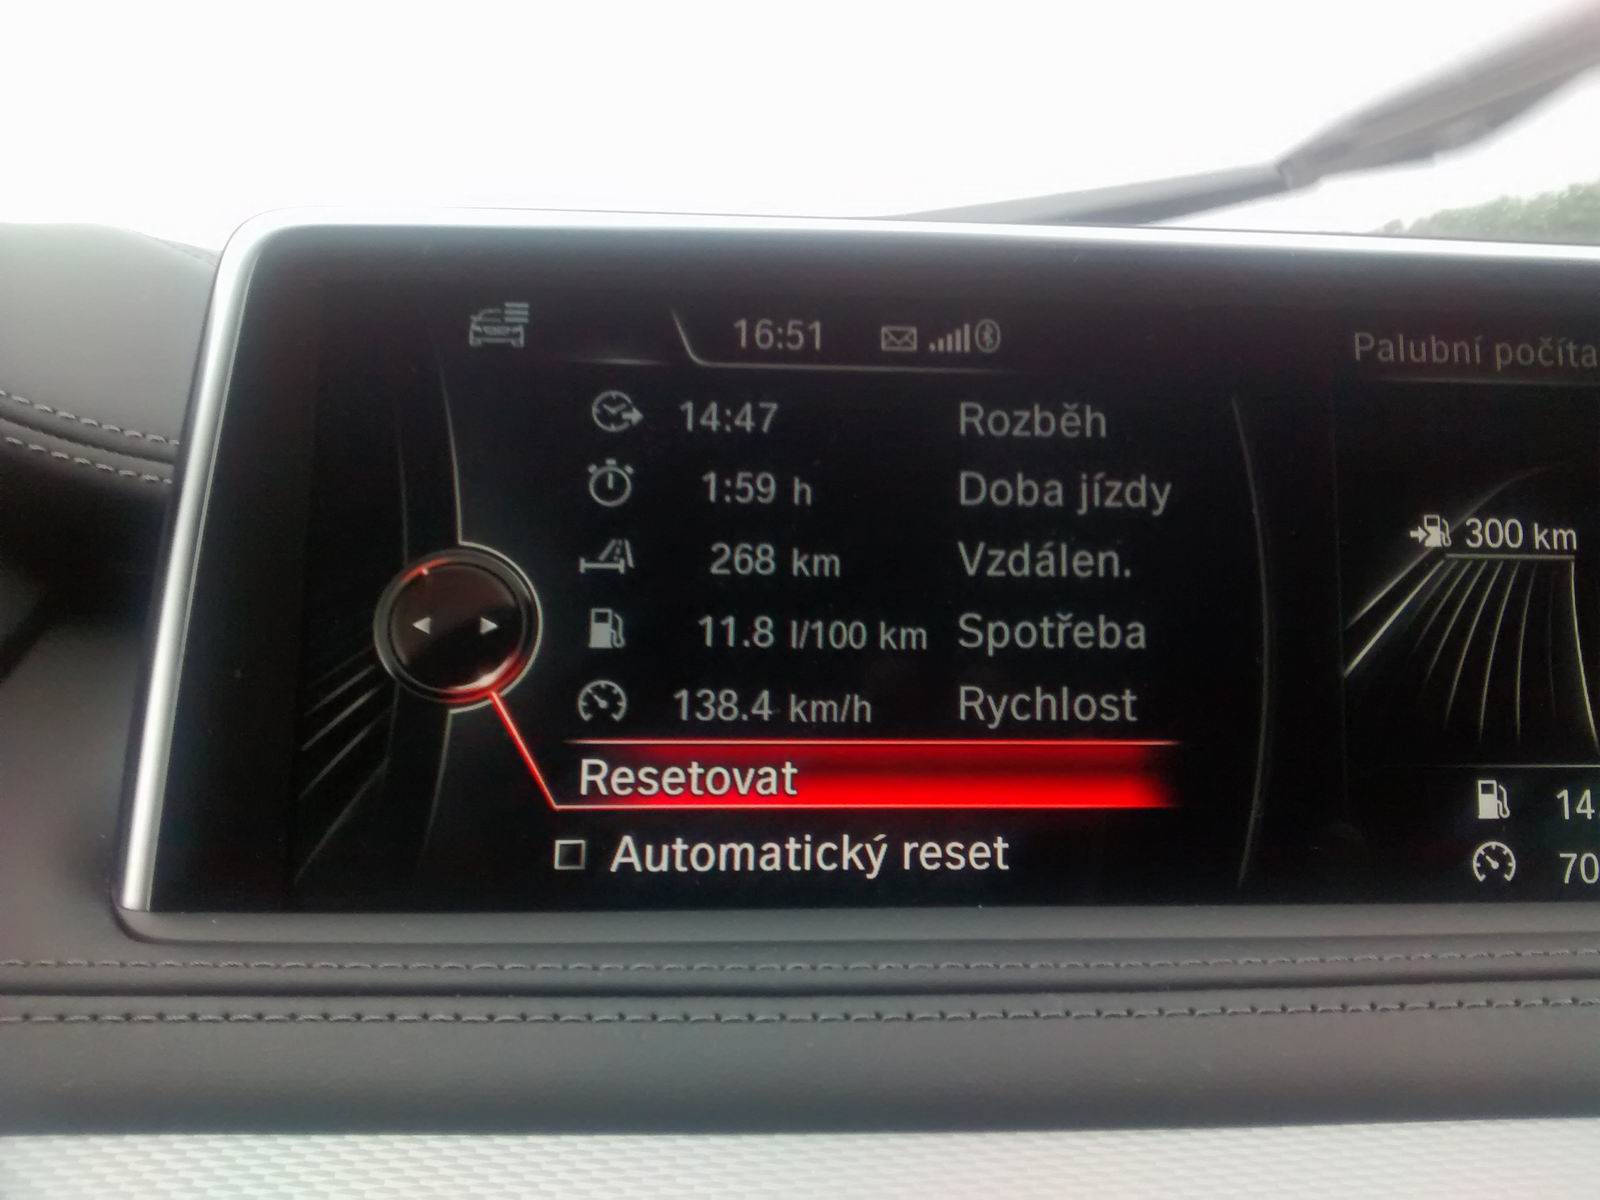 16:51
Palubní
14:47 Rozběh
1:59 h Doba jízdy
268 km Vzdálen.
11.8 l/100 km Spotřeba
138.4 km/h Rychlost
Resetovat
Automatický reset
300 km
14
70